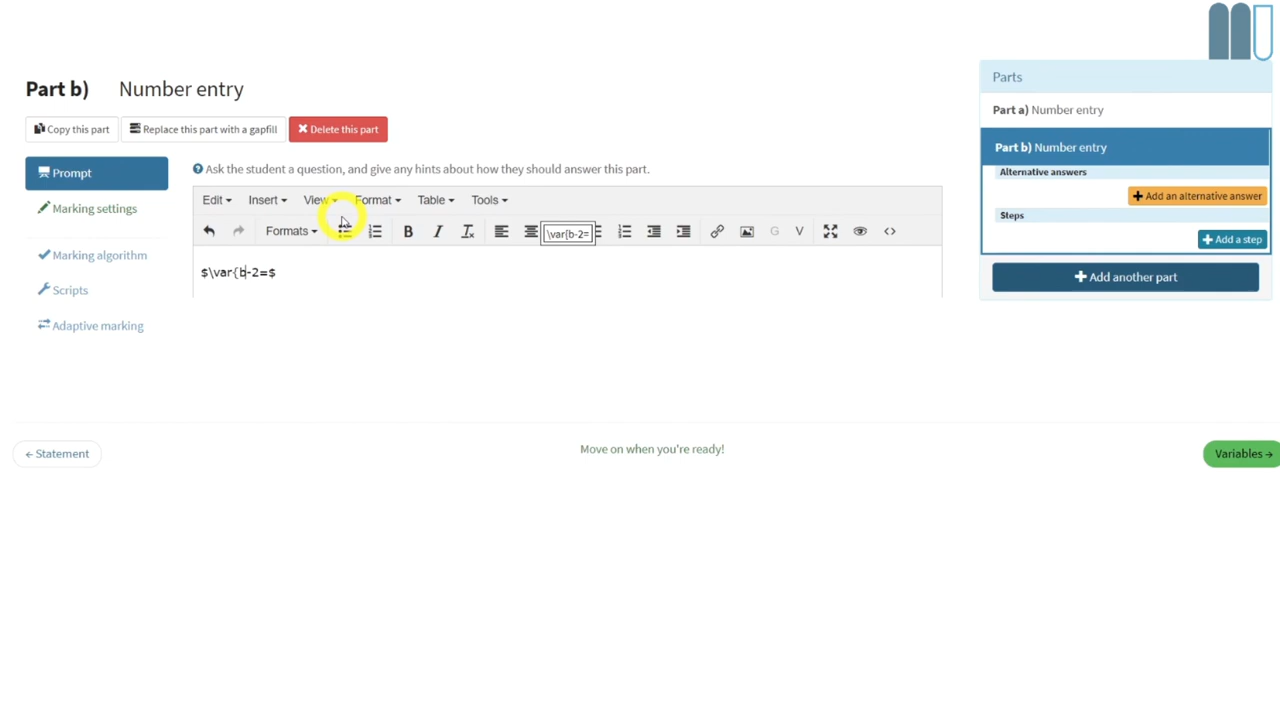 Part b) Number entry
Copy this part Replace this part with a gapfill Delete this part
Prompt
Marking settings
Marking algorithm
Scripts
Adaptive marking
Ask the student a question, and give any hints about how they should answer this part.
Edit Insert View Format Table Tools
Formats B I Tx G V <>
\var{b-2=
$\var{b-2=$
Parts
Part a) Number entry
Part b) Number entry
Alternative answers
Add an alternative answer
Steps
Add a step
Add another part
← Statement
Move on when you're ready!
Variables →